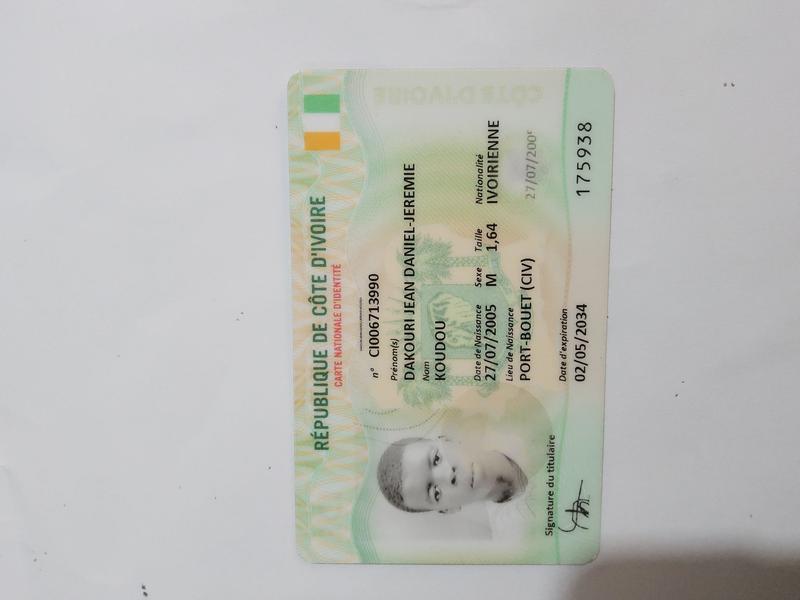 CÔTE D'IVOIRE
RÉPUBLIQUE DE CÔTE D'IVOIRE
CARTE NATIONALE D'IDENTITÉ
n° CI006713990
Prénom(s)
DAKOURI JEAN DANIEL-JEREMIE
Nom
KOUDOU
Date de Naissance Sexe Taille Nationalité
27/07/2005 M 1,64 IVOIRIENNE
Lieu de Naissance
PORT-BOUET (CIV)
Date d'expiration
02/05/2034
175938
Signature du titulaire